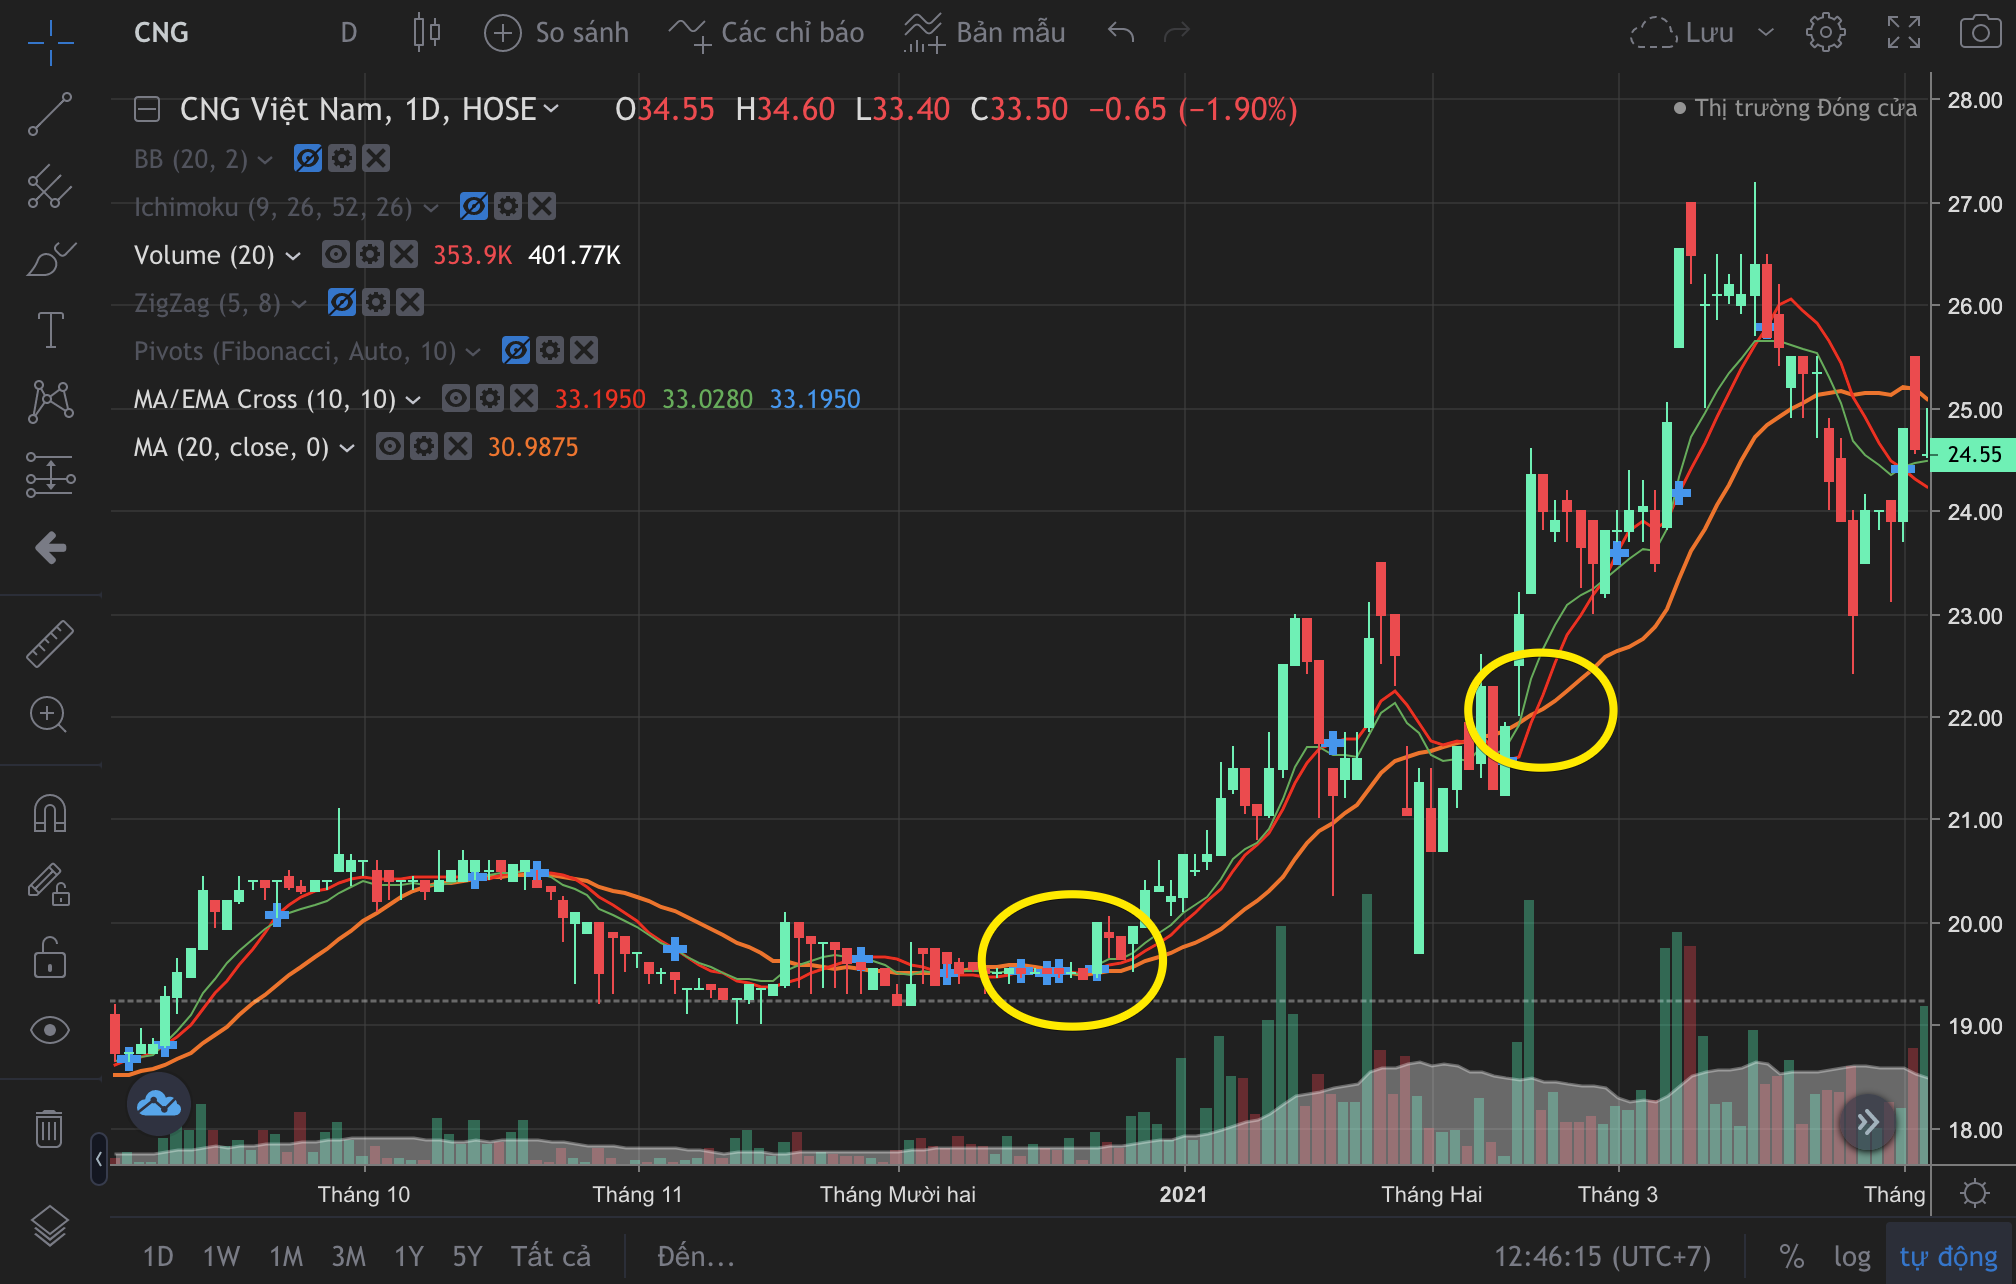 CNG D So sánh Các chỉ báo Bản mẫu Lưu
CNG Việt Nam, 1D, HOSE O34.55 H34.60 L33.40 C33.50 −0.65 (−1.90%) Thị trường Đóng cửa
BB (20, 2)
Ichimoku (9, 26, 52, 26)
Volume (20) 353.9K 401.77K
ZigZag (5, 8)
Pivots (Fibonacci, Auto, 10)
MA/EMA Cross (10, 10) 33.1950 33.0280 33.1950
MA (20, close, 0) 30.9875
28.00
27.00
26.00
25.00
24.55
24.00
23.00
22.00
21.00
20.00
19.00
18.00
Tháng 10 Tháng 11 Tháng Mười hai 2021 Tháng Hai Tháng 3 Tháng
1D 1W 1M 3M 1Y 5Y Tất cả Đến... 12:46:15 (UTC+7) % log tự động